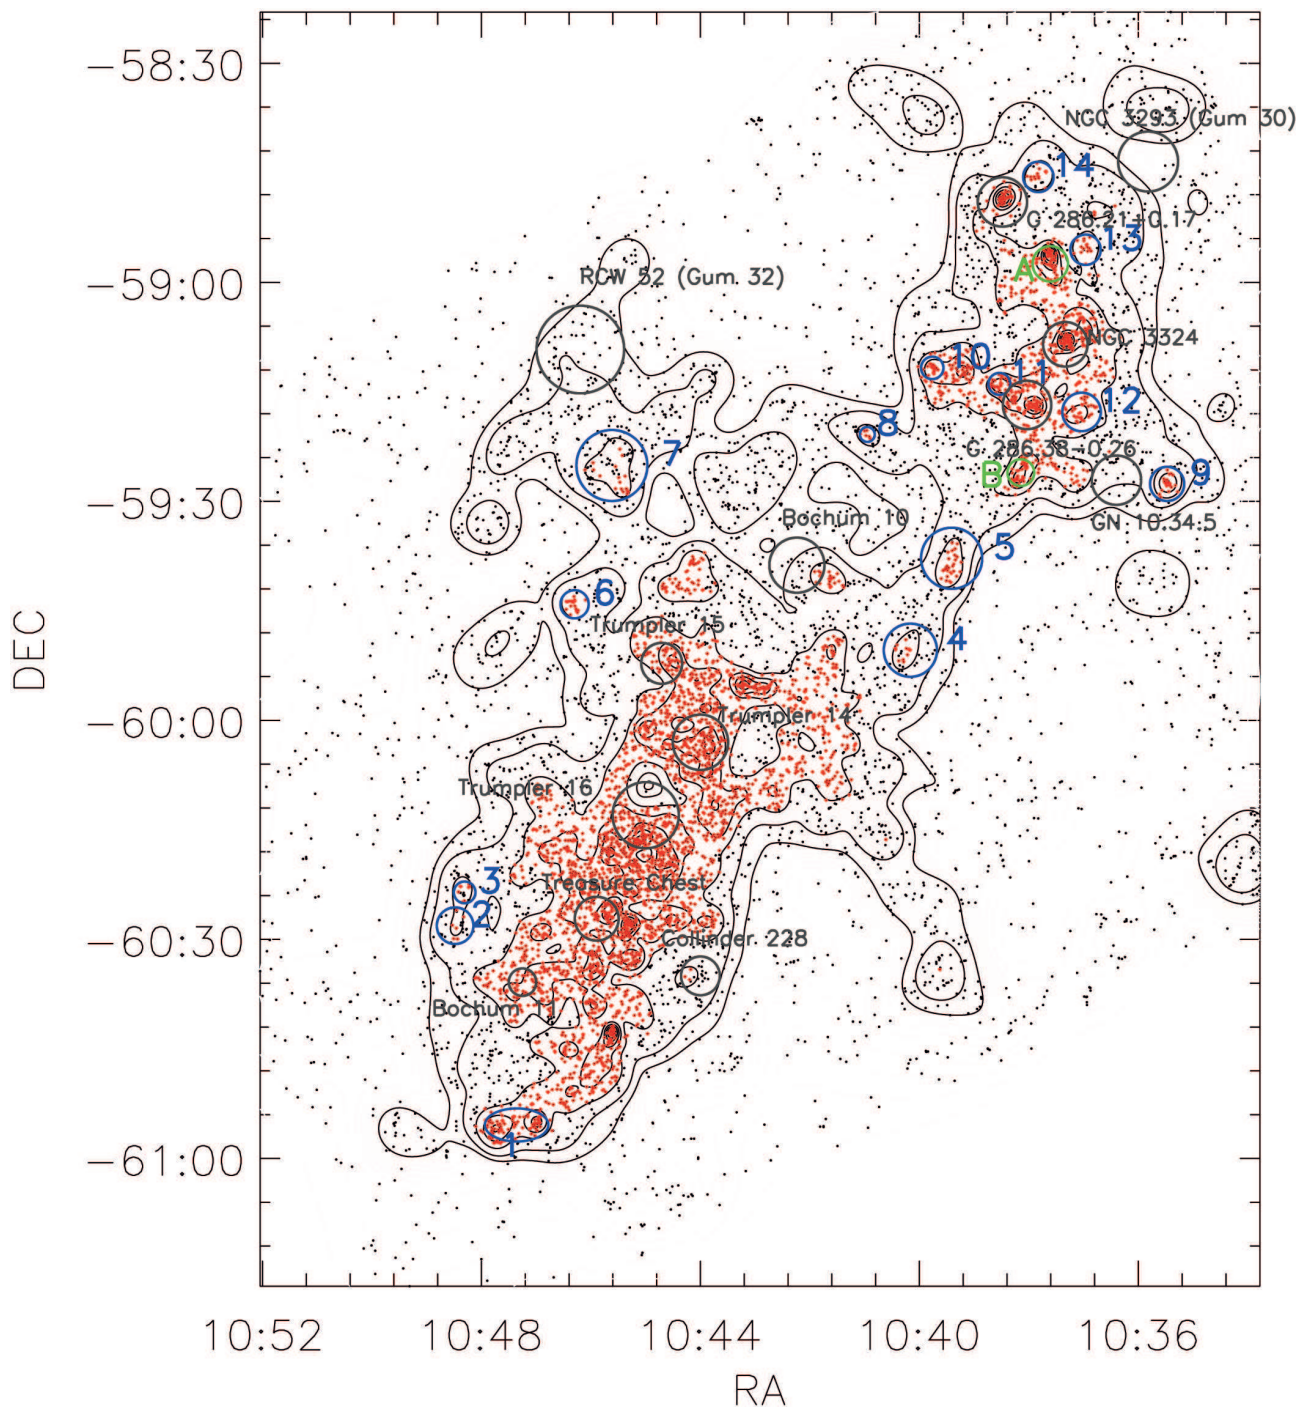 −58:30
NGC 3293 (Gum 30)
14
G 286.21+0.17
13
A
−59:00
RCW 52 (Gum 32)
NGC 3324
10
11
12
8
7
G 286.38−0.26
B
9
−59:30
Bochum 10
GN 10.34.5
5
6
Trumpler 15
4
DEC
−60:00
Trumpler 14
Trumpler 16
3
Treasure Chest
2
−60:30
Collinder 228
Bochum 11
1
−61:00
10:52 10:48 10:44 10:40 10:36
RA